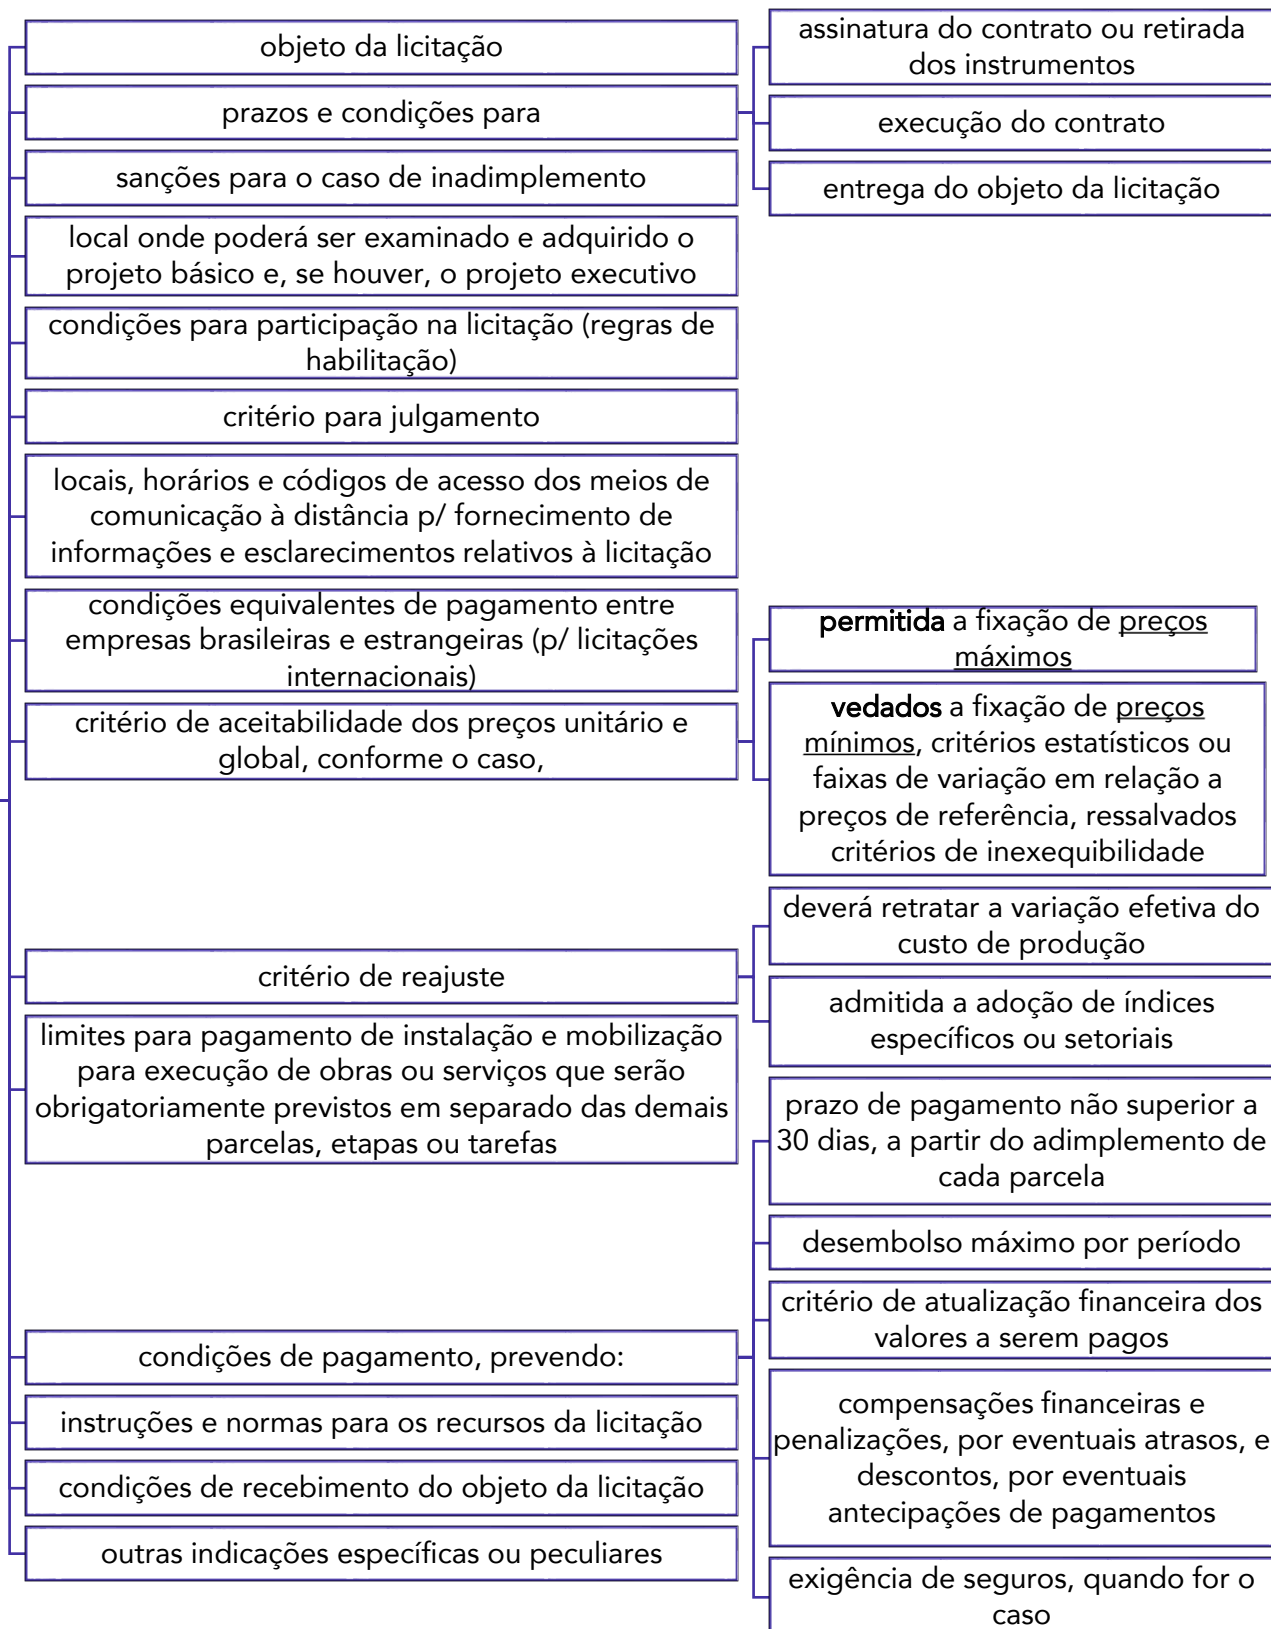 objeto da licitação
prazos e condições para
assinatura do contrato ou retirada
dos instrumentos
execução do contrato
entrega do objeto da licitação
sanções para o caso de inadimplemento
local onde poderá ser examinado e adquirido o
projeto básico e, se houver, o projeto executivo
condições para participação na licitação (regras de
habilitação)
critério para julgamento
locais, horários e códigos de acesso dos meios de
comunicação à distância p/ fornecimento de
informações e esclarecimentos relativos à licitação
condições equivalentes de pagamento entre
empresas brasileiras e estrangeiras (p/ licitações
internacionais)
critério de aceitabilidade dos preços unitário e
global, conforme o caso,
permitida a fixação de preços
máximos
vedados a fixação de preços
mínimos, critérios estatísticos ou
faixas de variação em relação a
preços de referência, ressalvados
critérios de inexequibilidade
critério de reajuste
deverá retratar a variação efetiva do
custo de produção
admitida a adoção de índices
específicos ou setoriais
limites para pagamento de instalação e mobilização
para execução de obras ou serviços que serão
obrigatoriamente previstos em separado das demais
parcelas, etapas ou tarefas
condições de pagamento, prevendo:
prazo de pagamento não superior a
30 dias, a partir do adimplemento de
cada parcela
desembolso máximo por período
critério de atualização financeira dos
valores a serem pagos
compensações financeiras e
penalizações, por eventuais atrasos, e
descontos, por eventuais
antecipações de pagamentos
exigência de seguros, quando for o
caso
instruções e normas para os recursos da licitação
condições de recebimento do objeto da licitação
outras indicações específicas ou peculiares